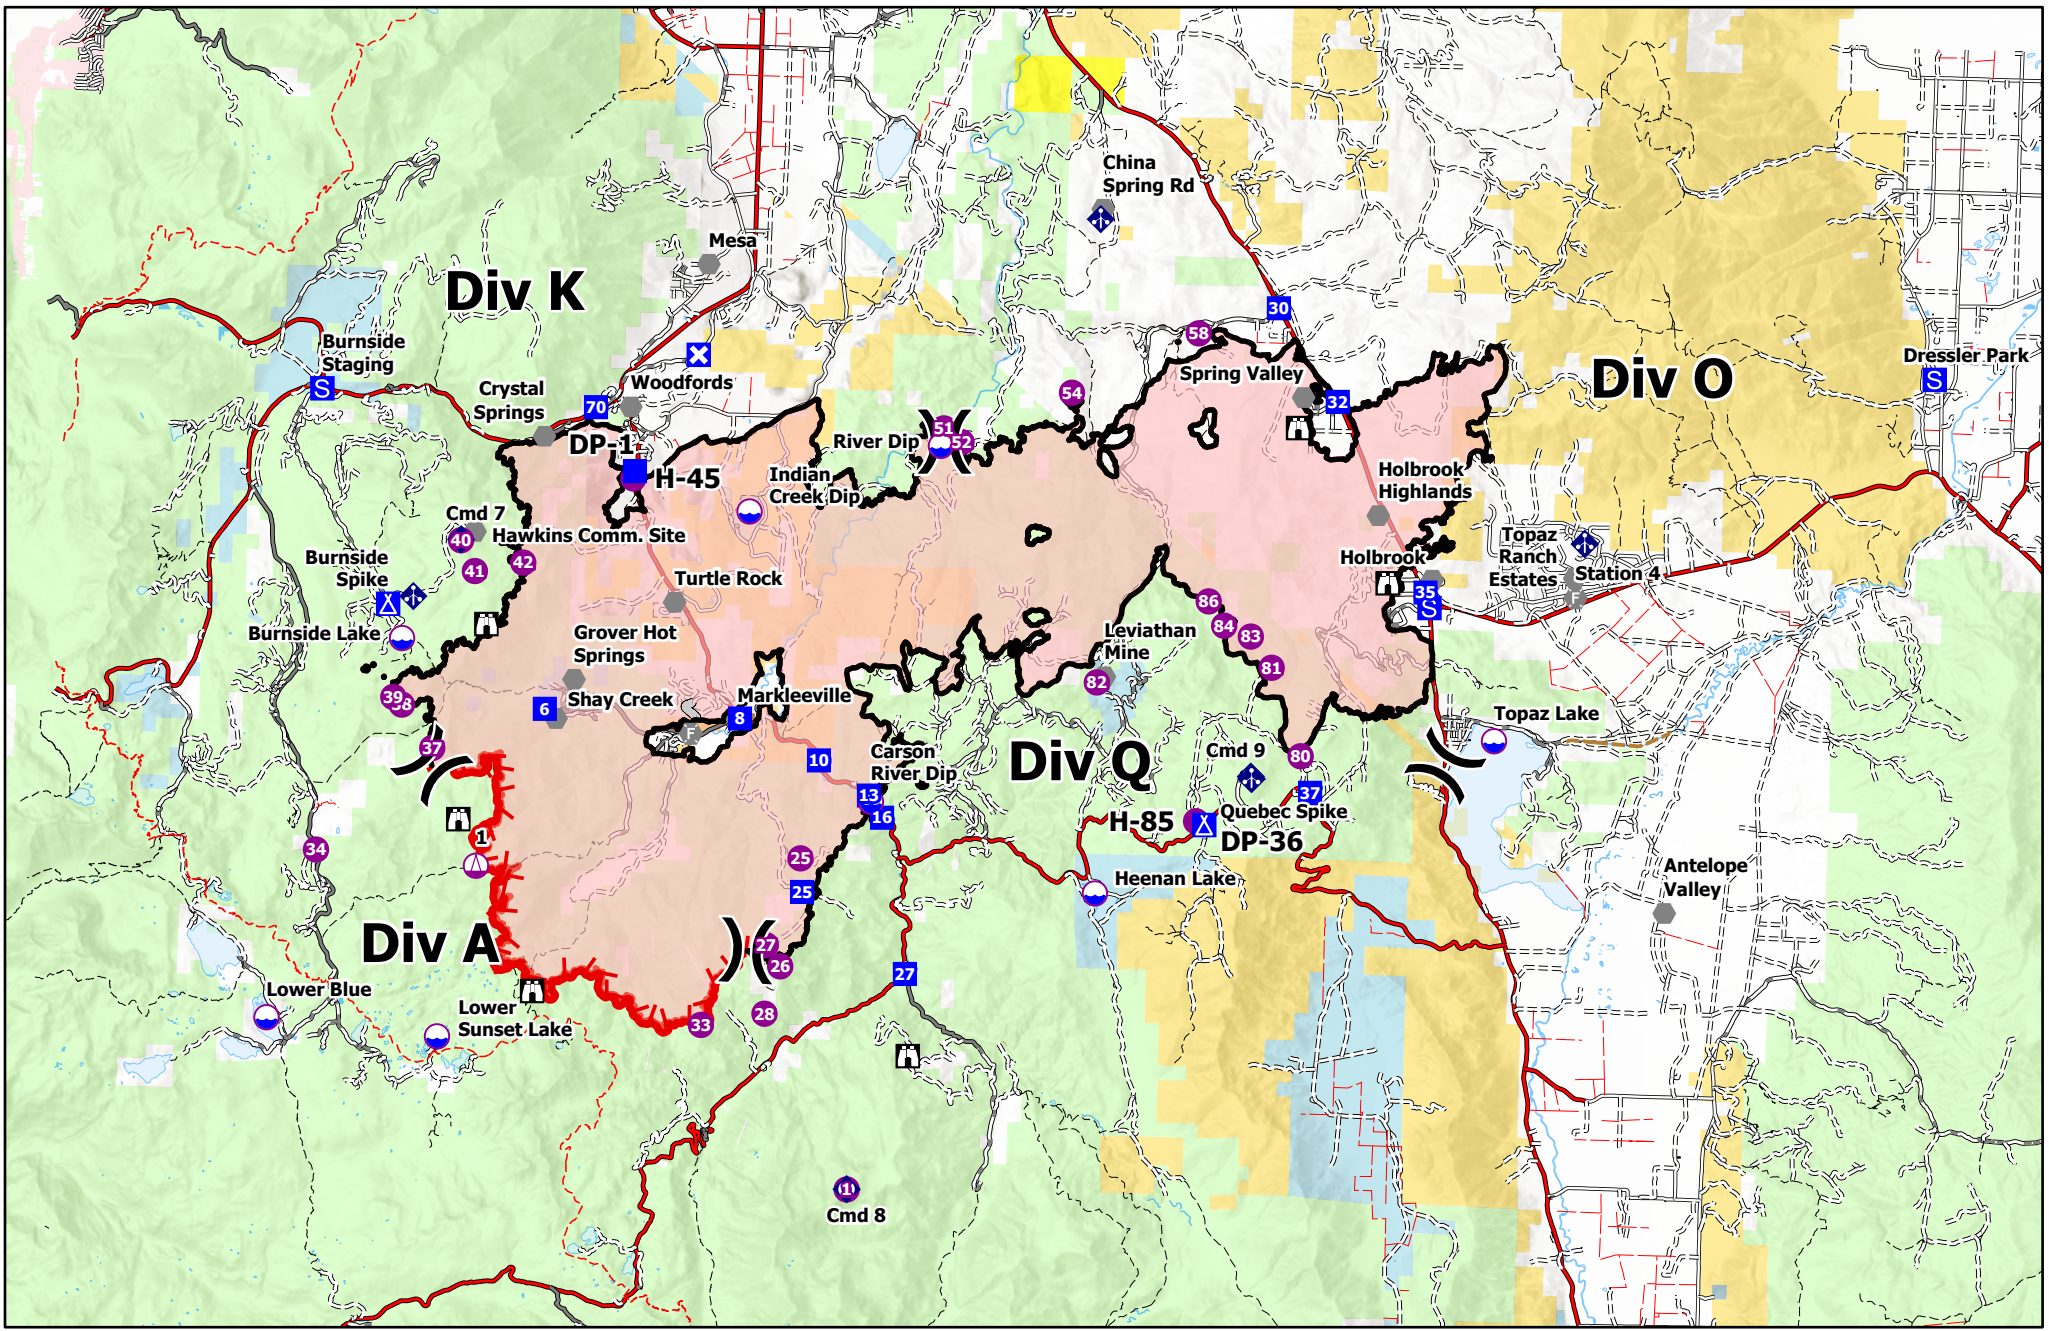 China
Spring Rd
Mesa
Div K
30
Burnside
Staging
S
58
Dressler Park
S
Div O
Spring Valley
Crystal
Springs
Woodfords
70
54
32
DP-1
River Dip
51
52
H-45
Indian
Creek Dip
Holbrook
Highlands
Cmd 7
40
Hawkins Comm. Site
41
42
Topaz
Ranch
Estates
Station 4
F
Holbrook
35
S
Burnside
Spike
Turtle Rock
86
84
83
81
Burnside Lake
Grover Hot
Springs
Leviathan
Mine
82
39
38
6
Shay Creek
Markleeville
8
F
Topaz Lake
37
10
Carson
River Dip
13
16
Div Q
Cmd 9
80
37
H-85
Quebec Spike
DP-36
1
34
25
25
Heenan Lake
Antelope
Valley
Div A
27
26
27
Lower Blue
Lower
Sunset Lake
28
33
1
Cmd 8